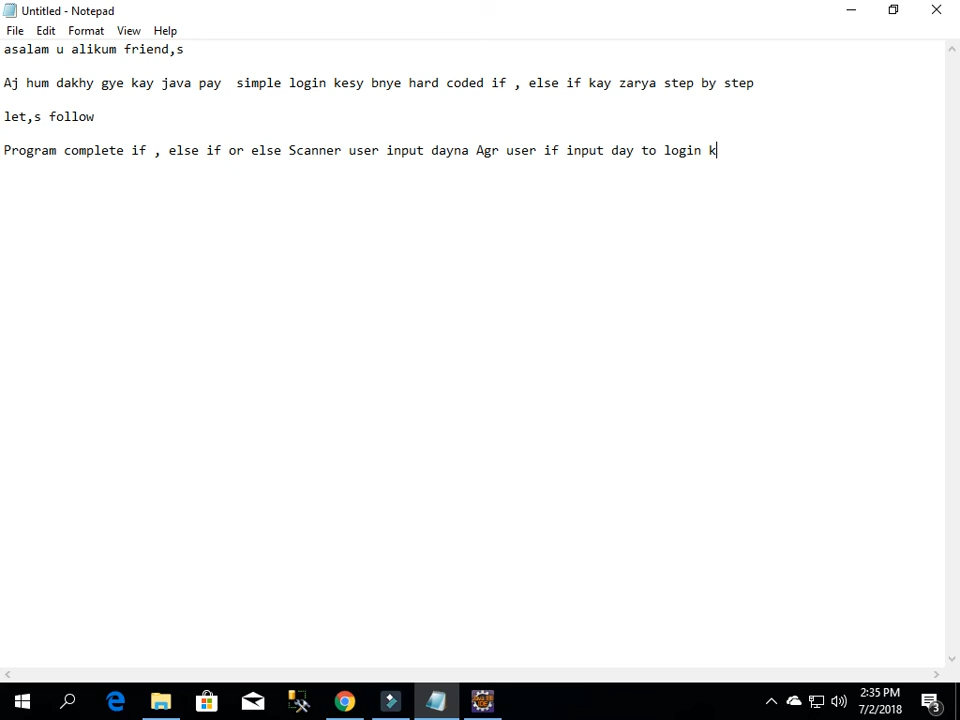 Untitled - Notepad
File Edit Format View Help
asalam u alikum friend,s
Aj hum dakhy gye kay java pay  simple login kesy bnye hard coded if , else if kay zarya step by step
let,s follow
Program complete if , else if or else Scanner user input dayna Agr user if input day to login k
2:35 PM
7/2/2018
3